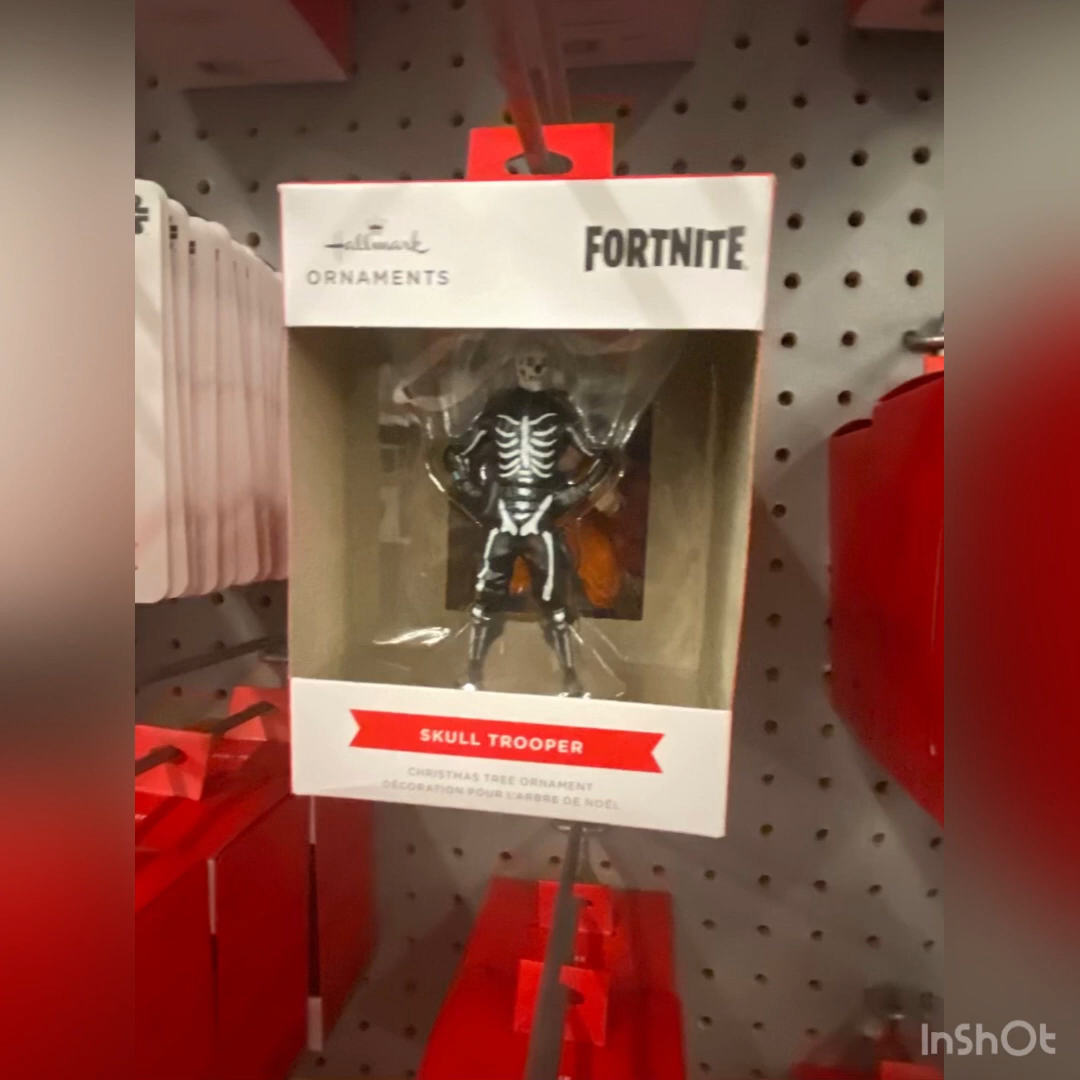 Hallmark
ORNAMENTS
FORTNITE
SKULL TROOPER
CHRISTMAS TREE ORNAMENT
DÉCORATION POUR L'ARBRE DE NOËL
InShOt